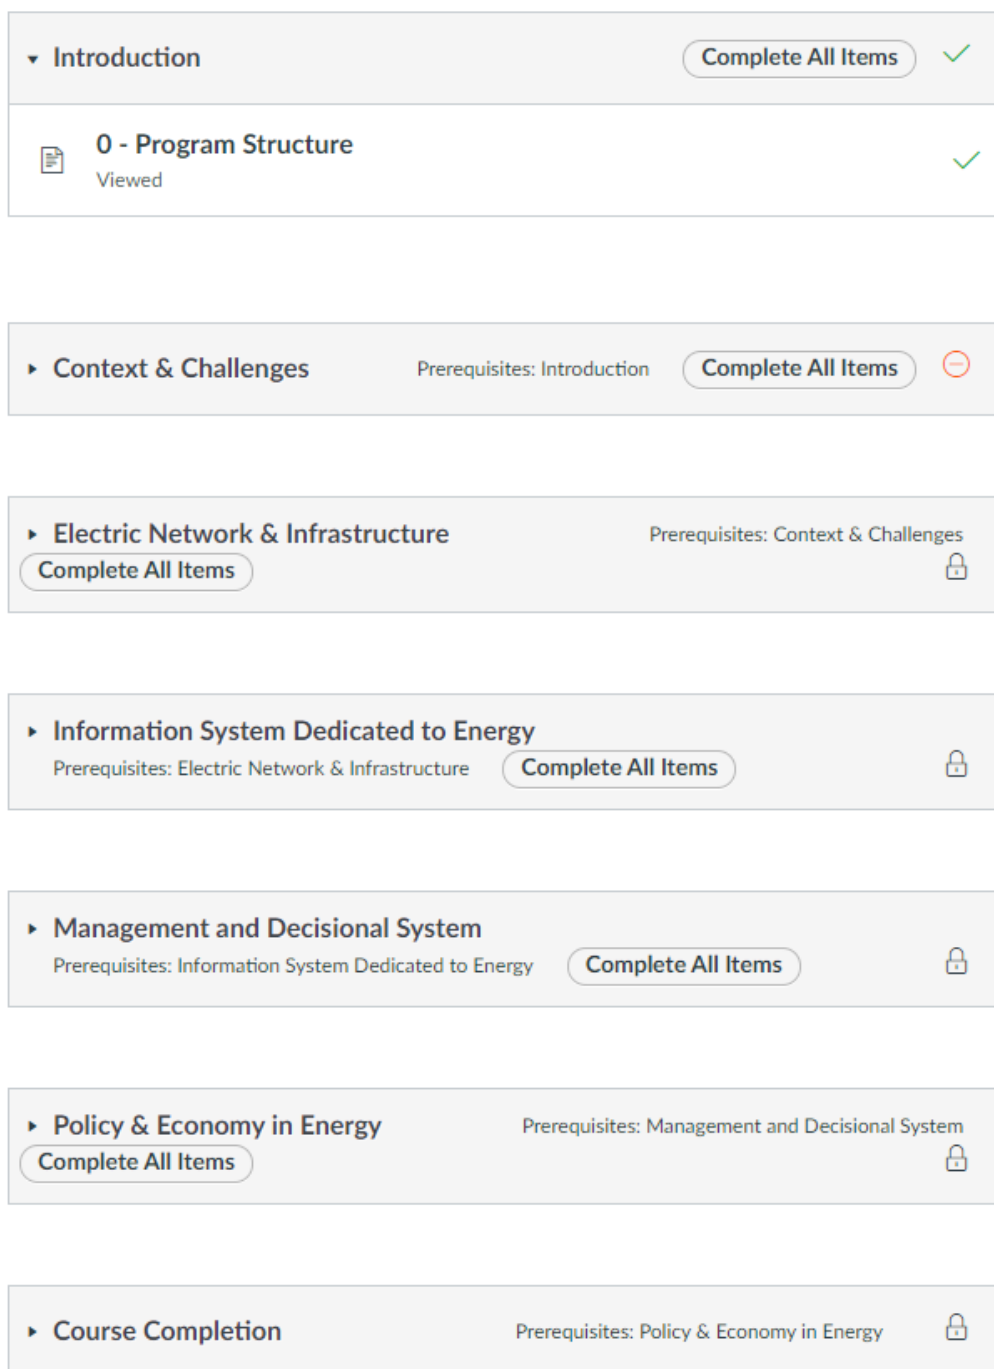 Introduction Complete All Items
0 - Program Structure
Viewed
Context & Challenges Prerequisites: Introduction Complete All Items
Electric Network & Infrastructure Prerequisites: Context & Challenges
Complete All Items
Information System Dedicated to Energy
Prerequisites: Electric Network & Infrastructure Complete All Items
Management and Decisional System
Prerequisites: Information System Dedicated to Energy Complete All Items
Policy & Economy in Energy Prerequisites: Management and Decisional System
Complete All Items
Course Completion Prerequisites: Policy & Economy in Energy